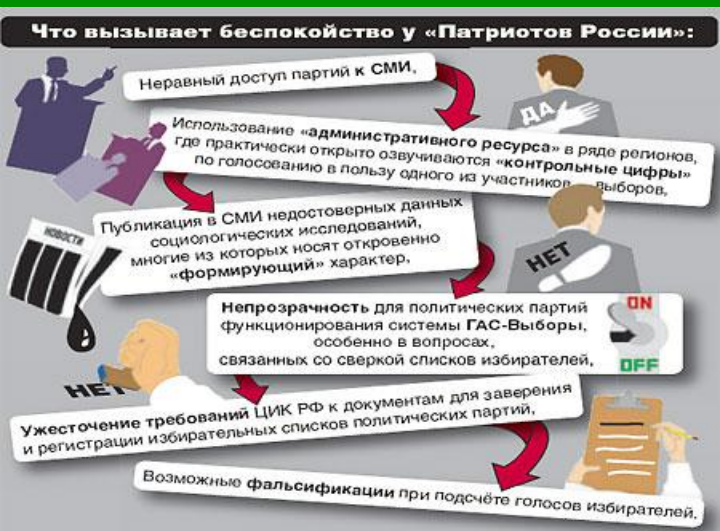 Что вызывает беспокойство у «Патриотов России»:
Неравный доступ партий к СМИ,
ДА
Использование «административного ресурса» в ряде регионов,
где практически открыто озвучиваются «контрольные цифры»
по голосованию в пользу одного из участников выборов,
НОВОСТИ
Публикация в СМИ недостоверных данных
социологических исследований,
многие из которых носят откровенно
«формирующий» характер,
НЕТ
Непрозрачность для политических партий
функционирования системы ГАС-Выборы,
особенно в вопросах,
связанных со сверкой списков избирателей,
ON
OFF
НЕТ
Ужесточение требований ЦИК РФ к документам для заверения
и регистрации избирательных списков политических партий,
Возможные фальсификации при подсчёте голосов избирателей.